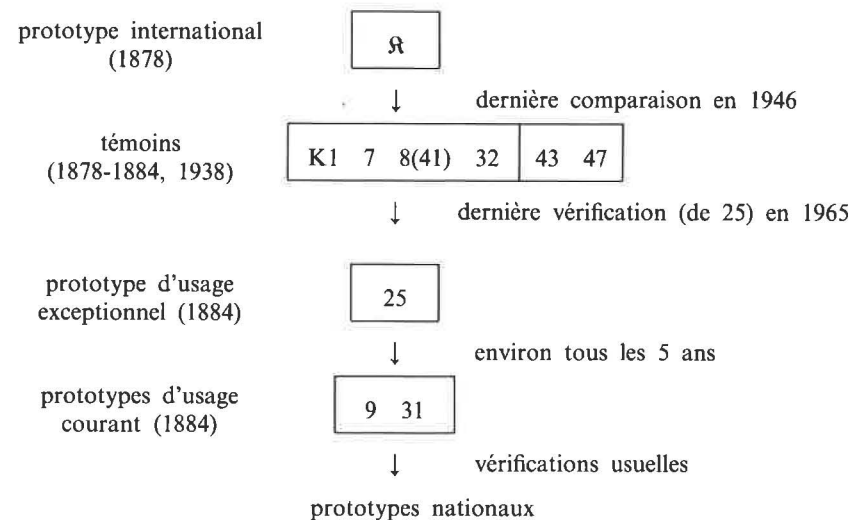 prototype international
(1878)
𝔎
↓ dernière comparaison en 1946
témoins
(1878-1884, 1938)
K1 7 8(41) 32 43 47
↓ dernière vérification (de 25) en 1965
prototype d'usage
exceptionnel (1884)
25
↓ environ tous les 5 ans
prototypes d'usage
courant (1884)
9 31
↓ vérifications usuelles
prototypes nationaux